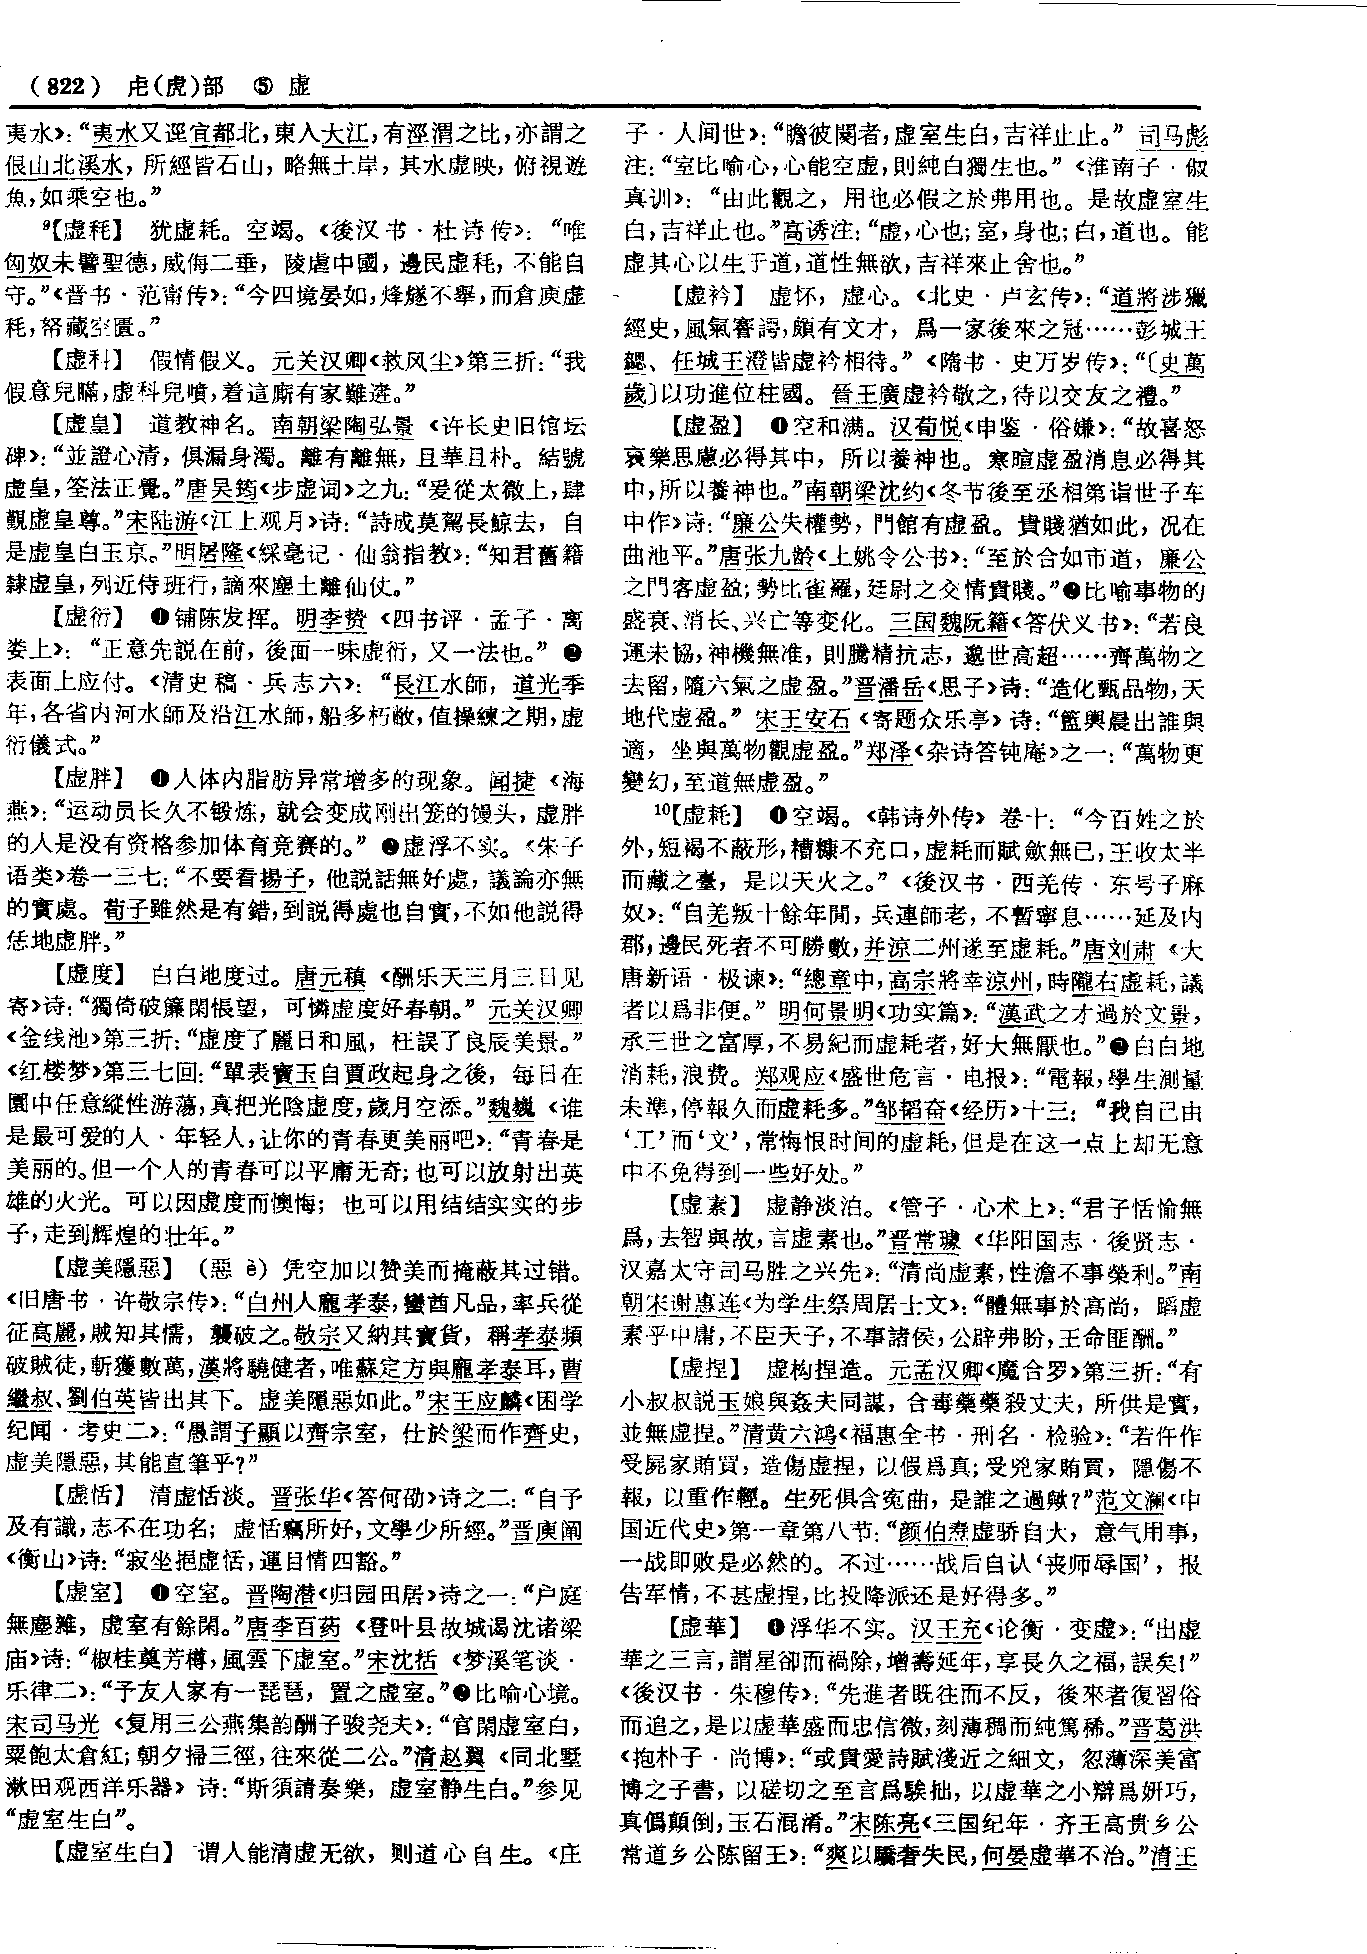 (822) 虍(虎)部 ⑤ 虚
夷水》：“夷水又逕宜都北，東入大江，有涇渭之比，亦謂之
佷山北溪水，所經皆石山，略無土岸，其水虚映，俯視遊
魚，如乘空也。”
9【虚秏】 犹虚耗。空竭。《後汉书·杜诗传》：“唯
匈奴未譬聖德，威侮二垂，陵虐中國，邊民虚秏，不能自
守。”《晋书·范甯传》：“今四境晏如，烽燧不舉，而倉庾虚
秏，帑藏空匱。”
【虚科】 假情假义。元关汉卿《救风尘》第三折：“我
假意兒瞞，虚科兒噴，着這廝有家難逩。”
【虚皇】 道教神名。南朝梁陶弘景《许长史旧馆坛
碑》：“並證心清，俱漏身濁。離有離無，且華且朴。結號
虚皇，筌法正覺。”唐吴筠《步虚词》之九：“爰從太微上，肆
覲虚皇尊。”宋陆游《江上观月》诗：“詩成莫駕長鯨去，自
是虚皇白玉京。”明屠隆《綵毫记·仙翁指教》：“知君舊籍
隸虚皇，列近侍班行，謫來塵土離仙仗。”
【虚衍】 ❶铺陈发挥。明李贽《四书评·孟子·离
娄上》：“正意先説在前，後面一味虚衍，又一法也。”❷
表面上应付。《清史稿·兵志六》：“長江水師，道光季
年，各省内河水師及沿江水師，船多朽敝，值操練之期，虚
衍儀式。”
【虚胖】 ❶人体内脂肪异常增多的现象。闻捷《海
燕》：“运动员长久不锻炼，就会变成刚出笼的馒头，虚胖
的人是没有资格参加体育竞赛的。”❷虚浮不实。《朱子
语类》卷一三七：“不要看揚子，他説話無好處，議論亦無
的實處。荀子雖然是有錯，到説得處也自實，不如他説得
恁地虚胖。”
【虚度】 白白地度过。唐元稹《酬乐天三月三日见
寄》诗：“獨倚破簾閑悵望，可憐虚度好春朝。”元关汉卿
《金线池》第三折：“虚度了麗日和風，枉誤了良辰美景。”
《红楼梦》第三七回：“單表寶玉自賈政起身之後，每日在
園中任意縱性游蕩，真把光陰虚度，歲月空添。”魏巍《谁
是最可爱的人·年轻人，让你的青春更美丽吧》：“青春是
美丽的。但一个人的青春可以平庸无奇；也可以放射出英
雄的火光。可以因虚度而懊悔；也可以用结结实实的步
子，走到辉煌的壮年。”
【虚美隱惡】（惡 è）凭空加以赞美而掩蔽其过错。
《旧唐书·许敬宗传》：“白州人龐孝泰，蠻酋凡品，率兵從
征高麗，賊知其懦，襲破之。敬宗又納其寶貨，稱孝泰頻
破賊徒，斬獲數萬，漢將驍健者，唯蘇定方與龐孝泰耳，曹
繼叔、劉伯英皆出其下。虚美隱惡如此。”宋王应麟《困学
纪闻·考史二》：“愚謂子顯以齊宗室，仕於梁而作齊史，
虚美隱惡，其能直筆乎？”
【虚恬】 清虚恬淡。晋张华《答何劭》诗之二：“自予
及有識，志不在功名；虚恬竊所好，文學少所經。”晋庾阐
《衡山》诗：“寂坐挹虚恬，運目情四豁。”
【虚室】 ❶空室。晋陶潜《归园田居》诗之一：“户庭
無塵雜，虚室有餘閑。”唐李百药《登叶县故城谒沈诸梁
庙》诗：“椒桂奠芳樽，風雲下虚室。”宋沈括《梦溪笔谈·
乐律二》：“予友人家有一琵琶，置之虚室。”❷比喻心境。
宋司马光《复用三公燕集韵酬子骏尧夫》：“官閑虚室白，
粟飽太倉紅；朝夕掃三徑，往來從二公。”清赵翼《同北墅
漱田观西洋乐器》诗：“斯須請奏樂，虚室静生白。”参见
“虚室生白”。
【虚室生白】 谓人能清虚无欲，则道心自生。《庄
子·人间世》：“瞻彼闋者，虚室生白，吉祥止止。”司马彪
注：“室比喻心，心能空虚，則純白獨生也。”《淮南子·俶
真训》：“由此觀之，用也必假之於弗用也。是故虚室生
白，吉祥止也。”高诱注：“虚，心也；室，身也；白，道也。能
虚其心以生于道，道性無欲，吉祥來止舍也。”
【虚衿】 虚怀，虚心。《北史·卢玄传》：“道將涉獵
經史，風氣謇諤，頗有文才，爲一家後來之冠……彭城王
勰、任城王澄皆虚衿相待。”《隋书·史万岁传》：“〔史萬
歲〕以功進位柱國。晉王廣虚衿敬之，待以交友之禮。”
【虚盈】 ❶空和满。汉荀悦《申鉴·俗嫌》：“故喜怒
哀樂思慮必得其中，所以養神也。寒暄虚盈消息必得其
中，所以養神也。”南朝梁沈约《冬节後至丞相第诣世子车
中作》诗：“廉公失權勢，門館有虚盈。貴賤猶如此，况在
曲池平。”唐张九龄《上姚令公书》：“至於合如市道，廉公
之門客虚盈；勢比雀羅，廷尉之交情貴賤。”❷比喻事物的
盛衰、消长、兴亡等变化。三国魏阮籍《答伏义书》：“若良
運未協，神機無准，則騰精抗志，邈世高超……齊萬物之
去留，隨六氣之虚盈。”晋潘岳《思子》诗：“造化甄品物，天
地代虚盈。”宋王安石《寄题众乐亭》诗：“籃輿晨出誰與
適，坐與萬物觀虚盈。”郑泽《杂诗答钝庵》之一：“萬物更
變幻，至道無虚盈。”
10【虚耗】 ❶空竭。《韩诗外传》卷十：“今百姓之於
外，短褐不蔽形，糟糠不充口，虚耗而賦斂無已，王收太半
而藏之臺，是以天火之。”《後汉书·西羌传·东号子麻
奴》：“自羌叛十餘年間，兵連師老，不暫寧息……延及内
郡，邊民死者不可勝數，并涼二州遂至虚耗。”唐刘肃《大
唐新语·极谏》：“總章中，高宗將幸涼州，時隴右虚耗，議
者以爲非便。”明何景明《功实篇》：“漢武之才過於文景，
承三世之富厚，不易紀而虚耗者，好大無厭也。”❷白白地
消耗，浪费。郑观应《盛世危言·电报》：“電報，學生測量
未準，停報久而虚耗多。”邹韬奋《经历》十三：“我自己由
‘工’而‘文’，常悔恨时间的虚耗，但是在这一点上却无意
中不免得到一些好处。”
【虚素】 虚静淡泊。《管子·心术上》：“君子恬愉無
爲，去智與故，言虚素也。”晋常璩《华阳国志·後贤志·
汉嘉太守司马胜之兴先》：“清尚虚素，性澹不事榮利。”南
朝宋谢惠连《为学生祭周居士文》：“體無事於高尚，蹈虚
素乎中庸，不臣天子，不事諸侯，公辟弗盼，王命匪酬。”
【虚捏】 虚构捏造。元孟汉卿《魔合罗》第三折：“有
小叔叔説玉娘與姦夫同謀，合毒藥藥殺丈夫，所供是實，
並無虚捏。”清黄六鸿《福惠全书·刑名·检验》：“若仵作
受屍家賄買，造傷虚捏，以假爲真；受兇家賄買，隱傷不
報，以重作輕。生死俱含寃曲，是誰之過歟？”范文澜《中
国近代史》第一章第八节：“颜伯焘虚骄自大，意气用事，
一战即败是必然的。不过……战后自认‘丧师辱国’，报
告军情，不甚虚捏，比投降派还是好得多。”
【虚華】 ❶浮华不实。汉王充《论衡·变虚》：“出虚
華之三言，謂星卻而禍除，增壽延年，享長久之福，誤矣！”
《後汉书·朱穆传》：“先進者既往而不反，後來者復習俗
而追之，是以虚華盛而忠信微，刻薄稠而純篤稀。”晋葛洪
《抱朴子·尚博》：“或貴愛詩賦淺近之細文，忽薄深美富
博之子書，以磋切之至言爲騃拙，以虚華之小辯爲妍巧，
真僞顛倒，玉石混淆。”宋陈亮《三国纪年·齐王高贵乡公
常道乡公陈留王》：“爽以驕奢失民，何晏虚華不治。”清王